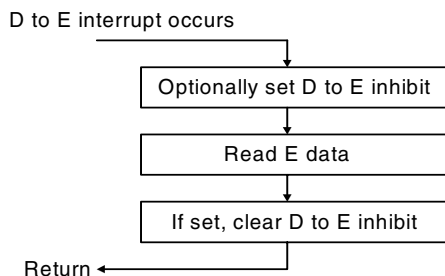 D to E interrupt occurs
Optionally set D to E inhibit
Read E data
If set, clear D to E inhibit
Return